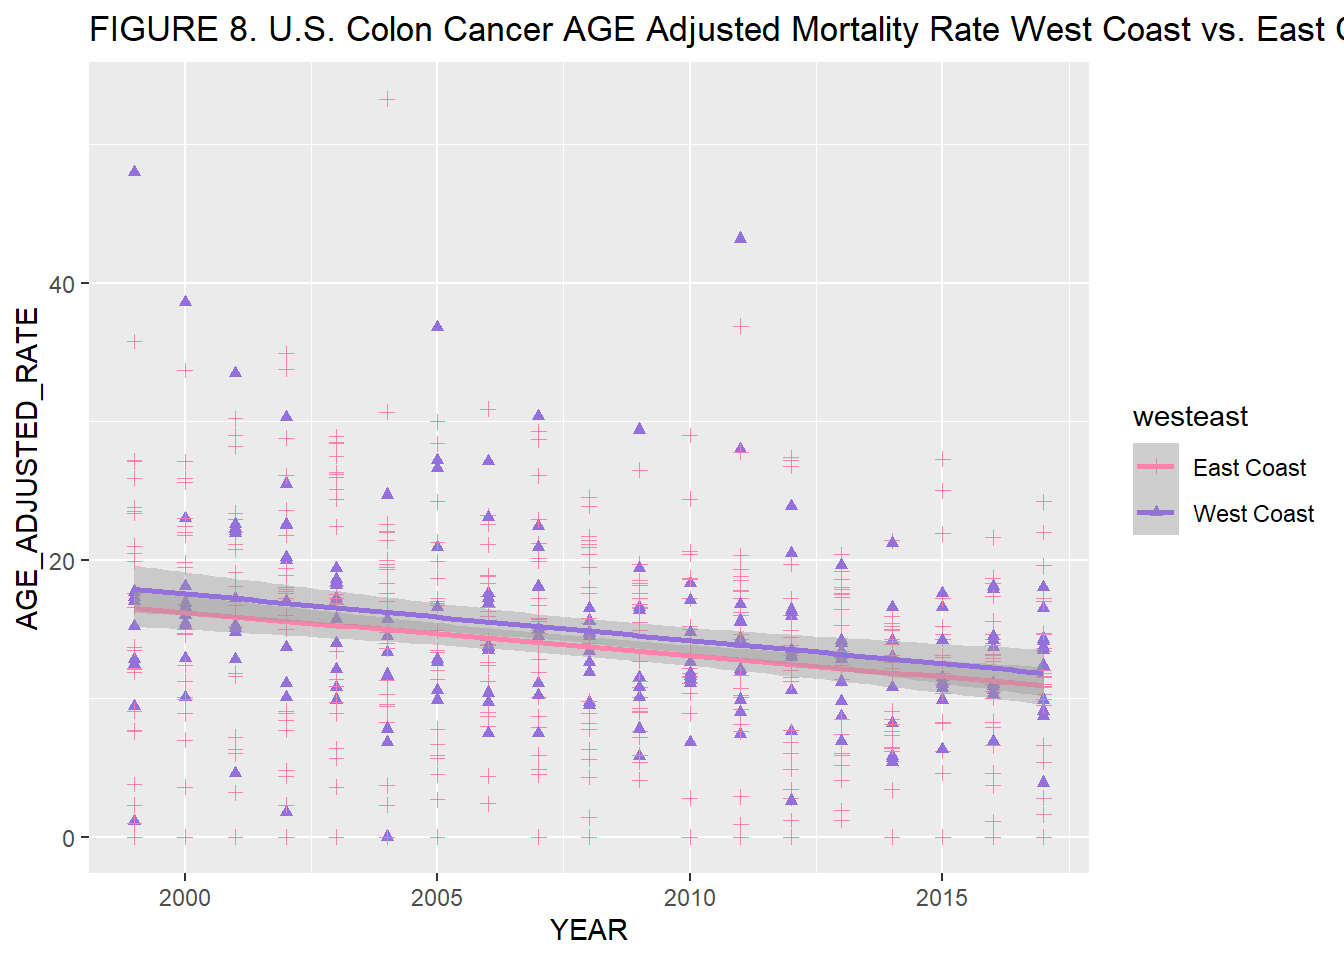 FIGURE 8. U.S. Colon Cancer AGE Adjusted Mortality Rate West Coast vs. East
AGE_ADJUSTED_RATE
40
20
0
2000
2005
2010
2015
YEAR
westeast
East Coast
West Coast